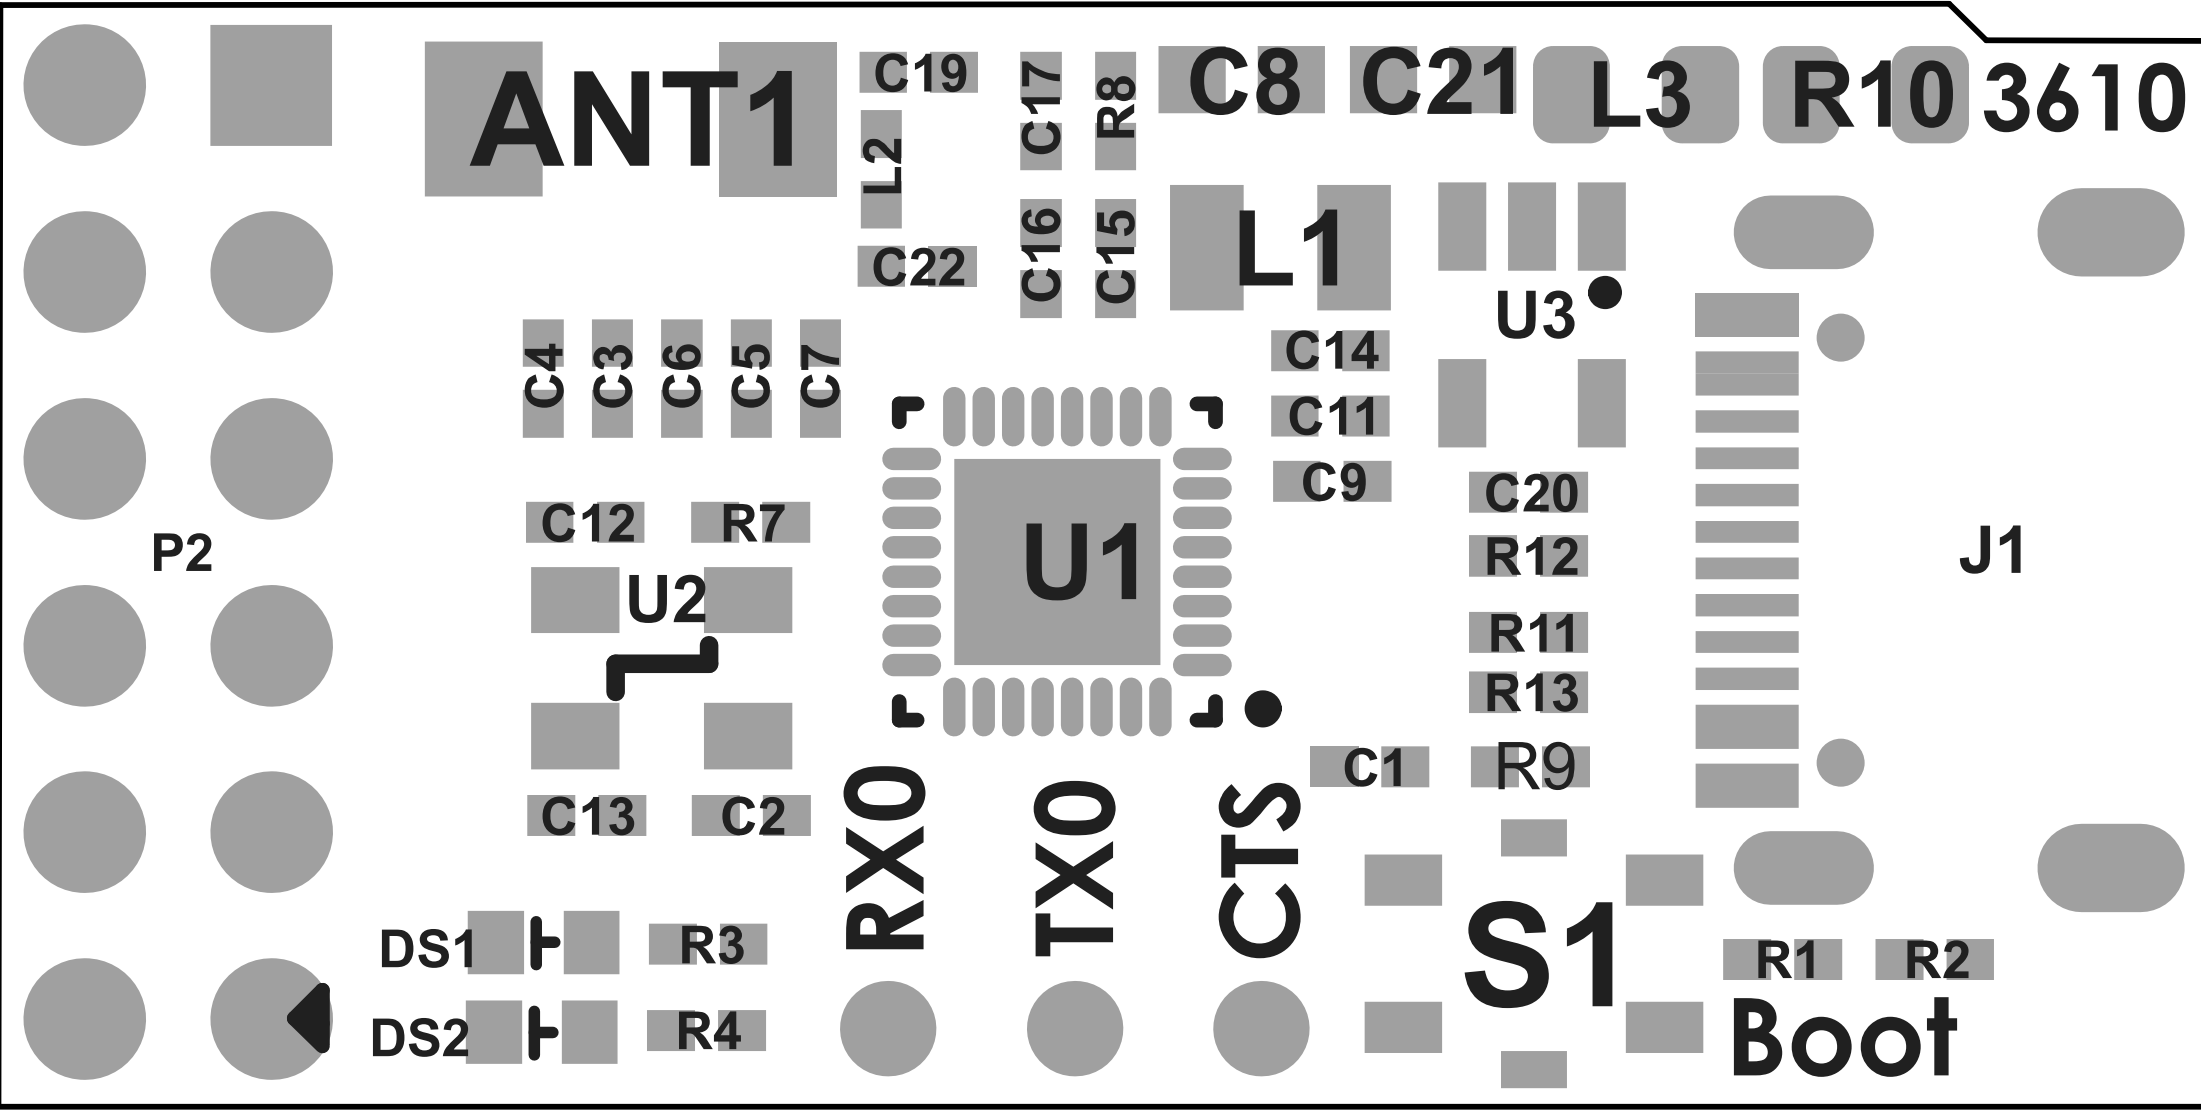 ANT1
C19
C17
R8
C8
C21
L3
R10
3610
L2
C22
C16
C15
L1
U3
C4
C3
C6
C5
C7
C14
C11
C9
C12
R7
U1
C20
R12
J1
P2
U2
R11
R13
C13
C2
C1
R9
RX0
TX0
CTS
DS1
R3
S1
R1
R2
DS2
R4
Boot